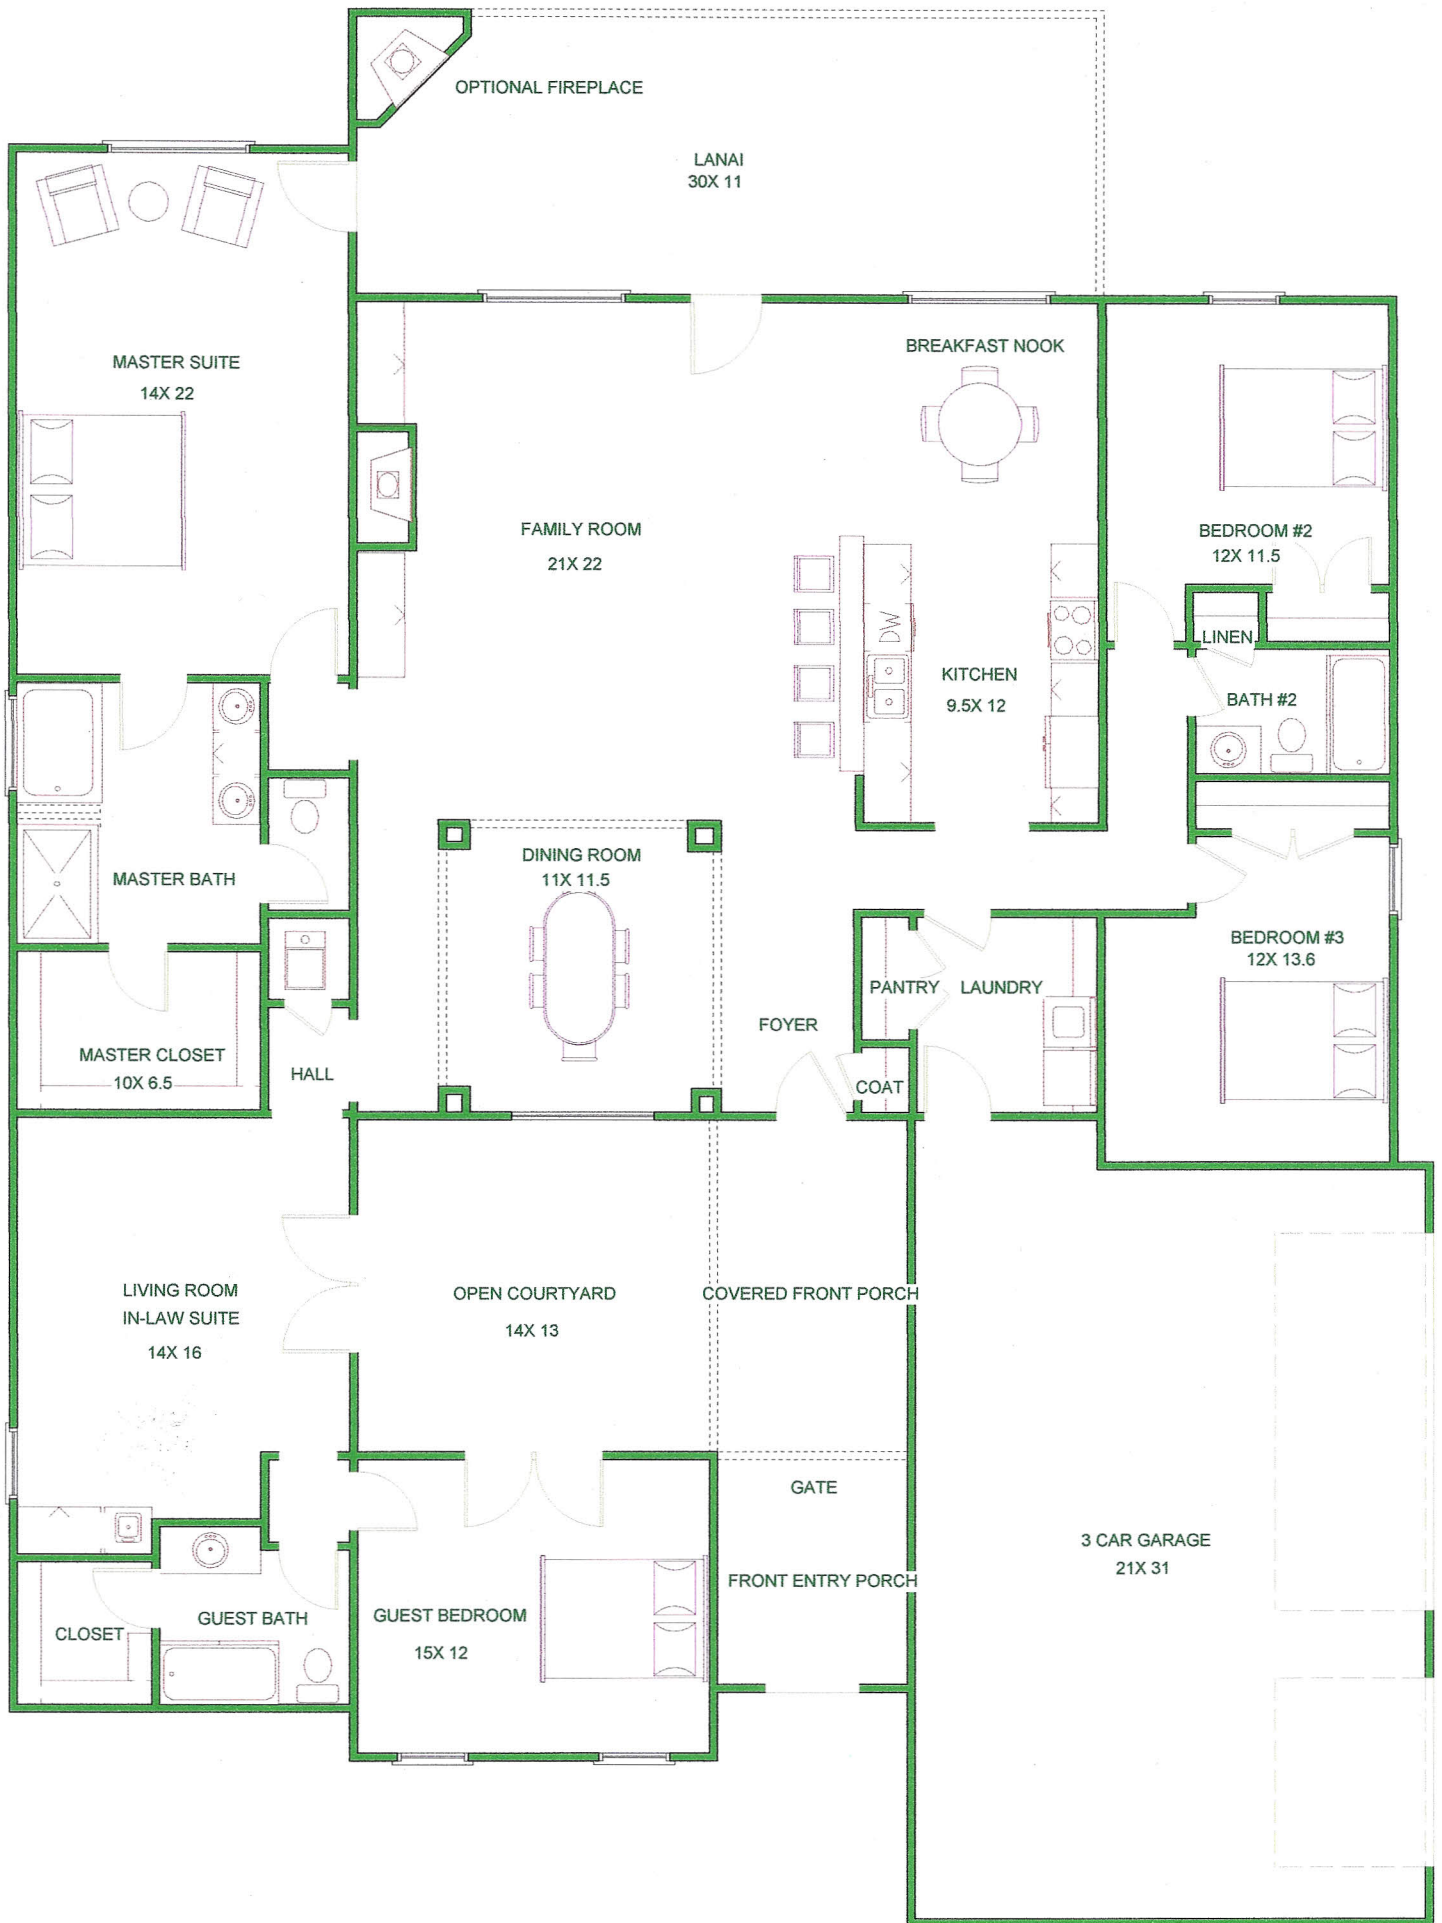 OPTIONAL FIREPLACE
LANAI
30X 11
MASTER SUITE
14X 22
BREAKFAST NOOK
FAMILY ROOM
21X 22
BEDROOM #2
12X 11.5
DW
LINEN
KITCHEN
9.5X 12
BATH #2
MASTER BATH
DINING ROOM
11X 11.5
BEDROOM #3
12X 13.6
PANTRY
LAUNDRY
FOYER
MASTER CLOSET
10X 6.5
HALL
COAT
LIVING ROOM
IN-LAW SUITE
14X 16
OPEN COURTYARD
14X 13
COVERED FRONT PORCH
GATE
3 CAR GARAGE
21X 31
FRONT ENTRY PORCH
GUEST BEDROOM
15X 12
GUEST BATH
CLOSET